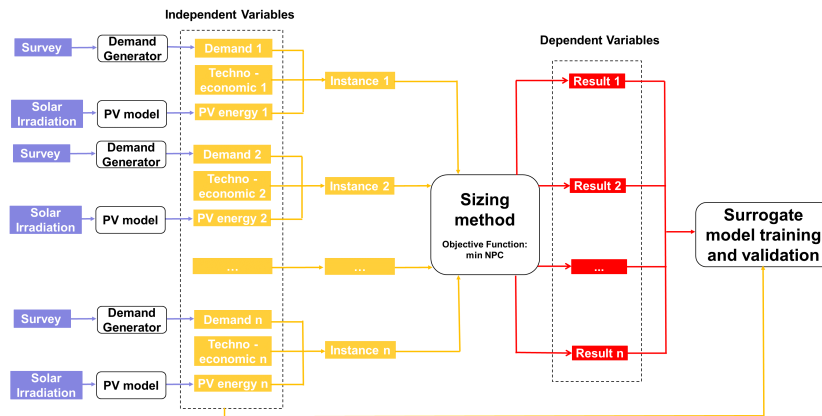 Independent Variables
Dependent Variables
Survey
Demand
Generator
Demand 1
Techno -
economic 1
Instance 1
Solar
Irradiation
PV model
PV energy 1
Survey
Demand
Generator
Demand 2
Techno -
economic 2
Instance 2
Solar
Irradiation
PV model
PV energy 2
...
...
Survey
Demand
Generator
Demand n
Techno -
economic n
Instance n
Solar
Irradiation
PV model
PV energy n
Sizing
method
Objective Function:
min NPC
Result 1
Result 2
...
Result n
Surrogate
model training
and validation